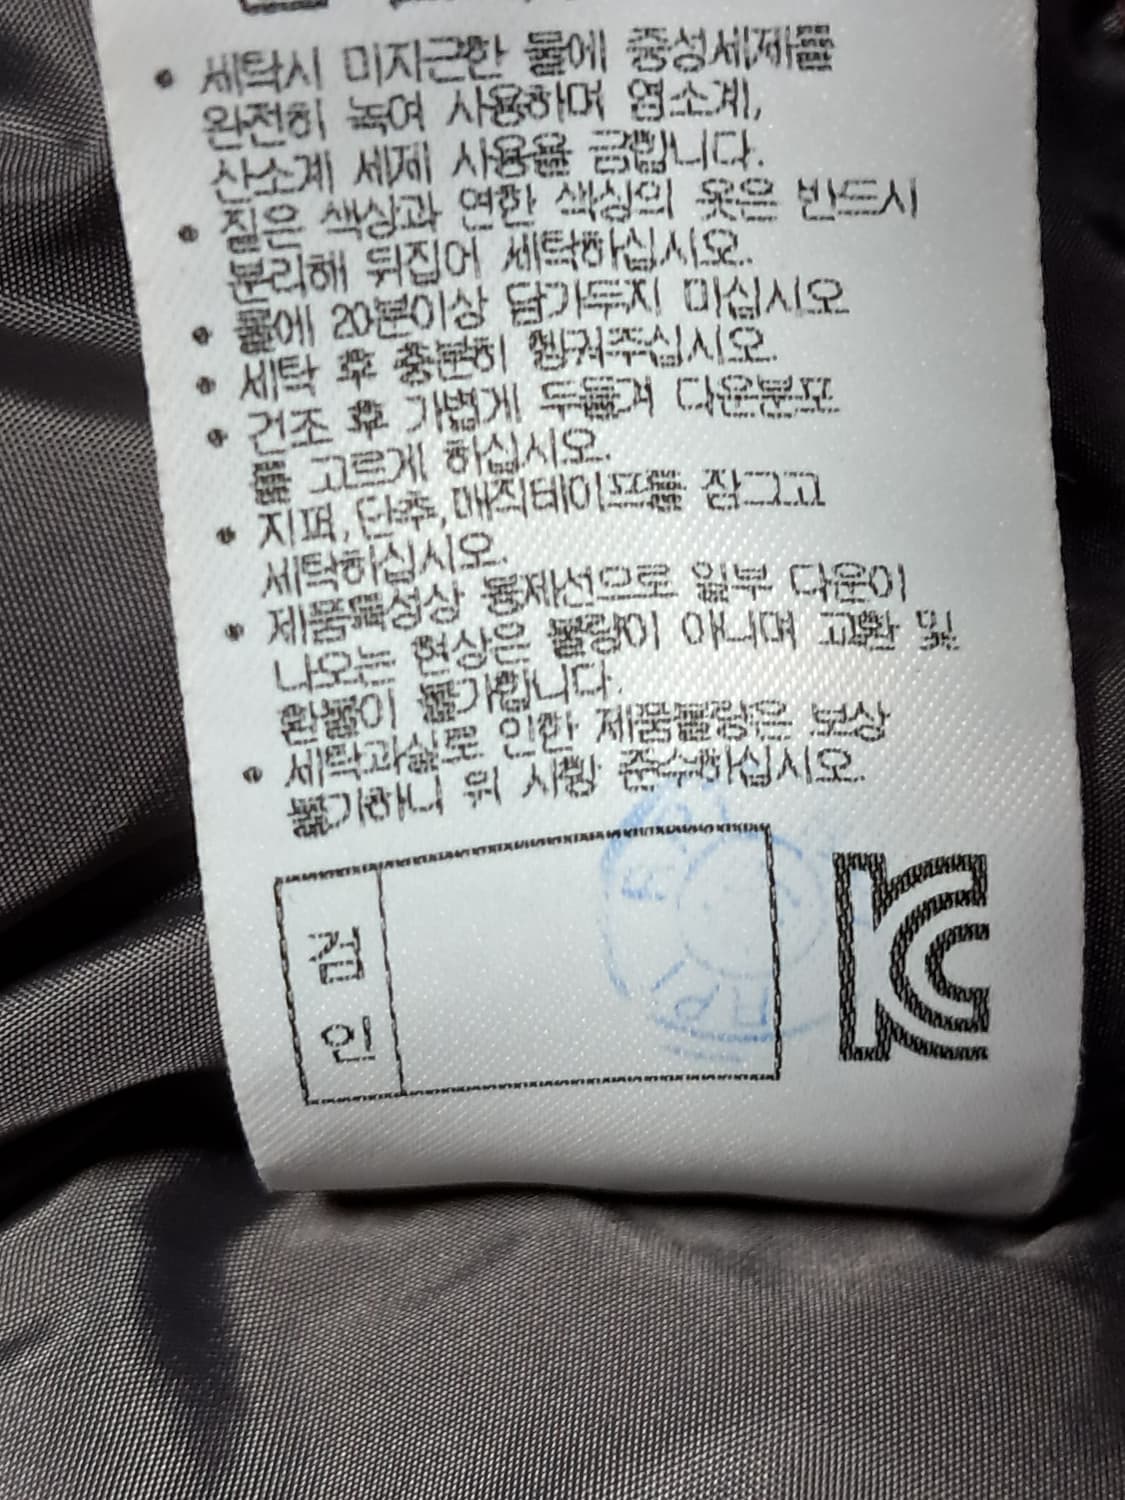 • 세탁시 미지근한 물에 중성세제를
완전히 녹여 사용하며 염소계,
산소계 세제 사용을 금합니다.
• 짙은 색상과 연한 색상의 옷은 반드시
분리해 뒤집어 세탁하십시오.
• 물에 20분이상 담가두지 마십시오
• 세탁 후 충분히 헹궈주십시오.
• 건조 후 가볍게 두들겨 다운분포
를 고르게 하십시오.
• 지퍼,단추,매직테이프를 잠그고
세탁하십시오.
• 제품특성상 봉제선으로 일부 다운이
나오는 현상은 불량이 아니며 교환 및
환불이 불가합니다.
• 세탁과실로 인한 제품불량은 보상
불가하니 위 사항 준수하십시오.
검인
KC